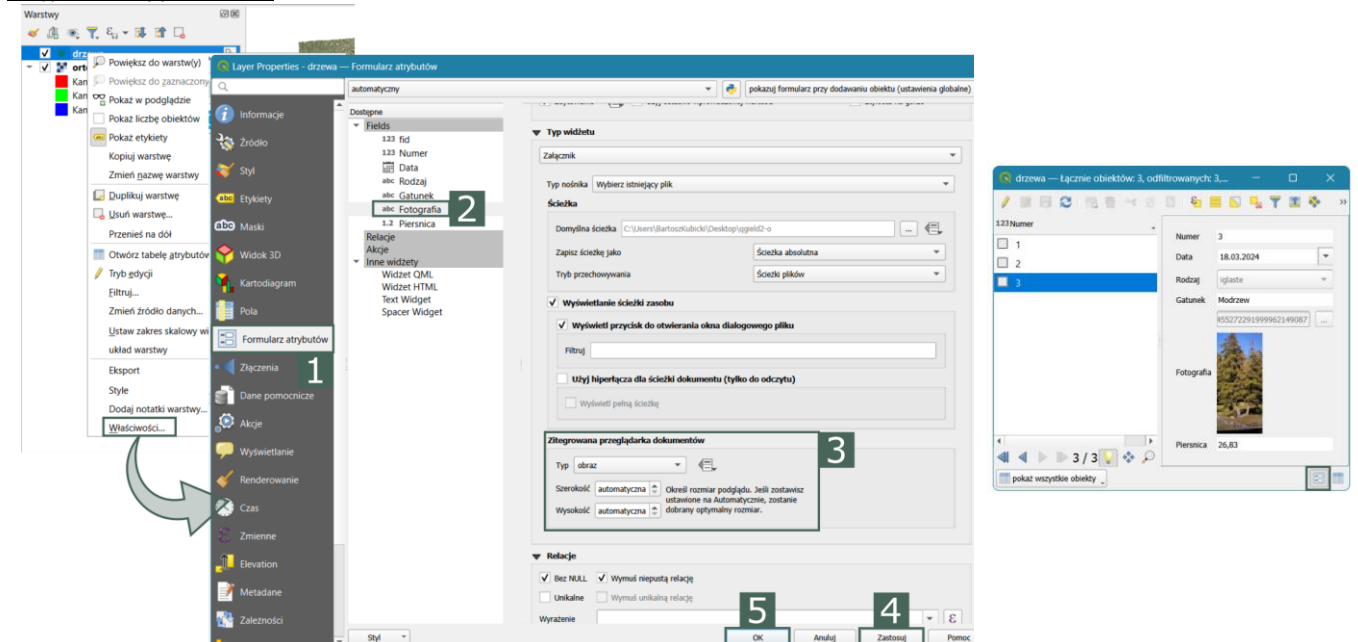 Warstwy
drzewa
Powiększ do warstw(y)
Powiększ do zaznaczony
Pokaż w podglądzie
Pokaż liczbę obiektów
Pokaż etykiety
Kopiuj warstwę
Zmień nazwę warstwy
Duplikuj warstwę
Usuń warstwę...
Przenieś na dół
Otwórz tabelę atrybutów
Tryb edycji
Filtruj...
Zmień źródło danych...
Ustaw zakres skalowy wi
układ warstwy
Eksport
Style
Dodaj notatki warstwy...
Właściwości...
Layer Properties - drzewa — Formularz atrybutów
Informacje
Źródło
Styl
abc Etykiety
abc Maski
Widok 3D
Kartodiagram
Pola
Formularz atrybutów
1
Złączenia
Dane pomocnicze
Akcje
Wyświetlanie
Renderowanie
Czas
Zmienne
Elevation
Metadane
Zależności
automatyczny
pokazuj formularz przy dodawaniu obiektu (ustawienia globalne)
Dostępne
Fields
123 fid
123 Numer
Data
abc Rodzaj
abc Gatunek
abc Fotografia
2
1.2 Piersnica
Relacje
Akcje
Inne widżety
Widżet QML
Widżet HTML
Text Widget
Spacer Widget
Typ widżetu
Załącznik
Typ nośnika Wybierz istniejący plik
Ścieżka
Domyślna ścieżka C:\Users\BartoszKubicki\Desktop\qgield2-o ...
Zapisz ścieżkę jako Ścieżka absolutna
Tryb przechowywania Ścieżki plików
Wyświetlanie ścieżki zasobu
Wyświetl przycisk do otwierania okna dialogowego pliku
Filtruj
Użyj hiperłącza dla ścieżki dokumentu (tylko do odczytu)
Wyświetl pełną ścieżkę
Zitegrowana przeglądarka dokumentów
3
Typ obraz
Szerokość automatyczna
Wysokość automatyczna
Określ rozmiar podglądu. Jeśli zostawisz
ustawione na Automatycznie, zostanie
dobrany optymalny rozmiar.
Relacje
Bez NULL Wymuś niepustą relację
Unikalne Wymuś unikalną relację
Wyrażenie
5
4
Styl
OK Anuluj Zastosuj Pomoc
drzewa — Łącznie obiektów: 3, odfiltrowanych: 3,...
123 Numer
1
2
3
Numer 3
Data 18.03.2024
Rodzaj iglaste
Gatunek Modrzew
455272291999962149087 ...
Fotografia
Piersnica 26,83
3 / 3
pokaż wszystkie obiekty